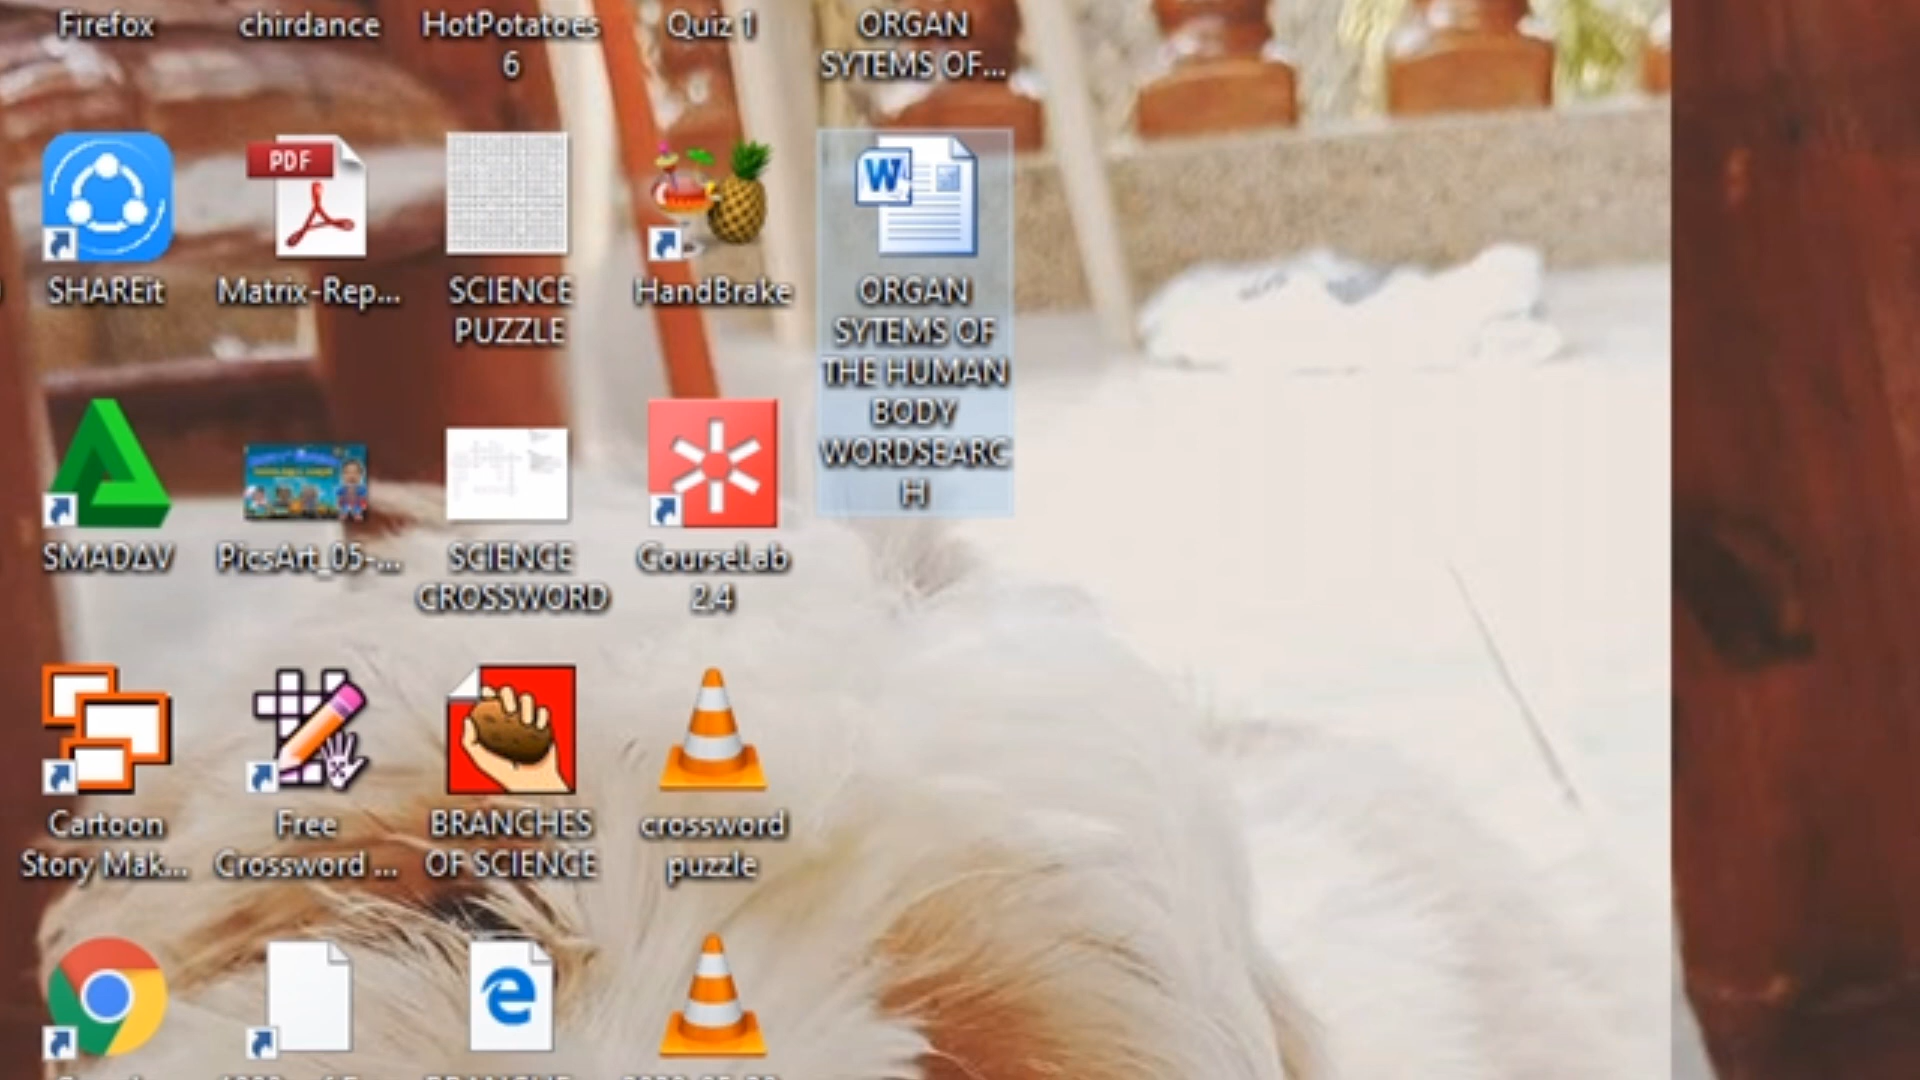 Firefox
chirdance
HotPotatoes
6
Quiz 1
ORGAN
SYTEMS OF...
SHAREit
PDF
Matrix-Rep...
SCIENCE
PUZZLE
HandBrake
W
ORGAN
SYTEMS OF
THE HUMAN
BODY
WORDSEARC
H
SMADΔV
PicsArt_05-...
SCIENCE
CROSSWORD
CourseLab
2.4
Cartoon
Story Mak...
Free
Crossword ...
BRANCHES
OF SCIENCE
crossword
puzzle